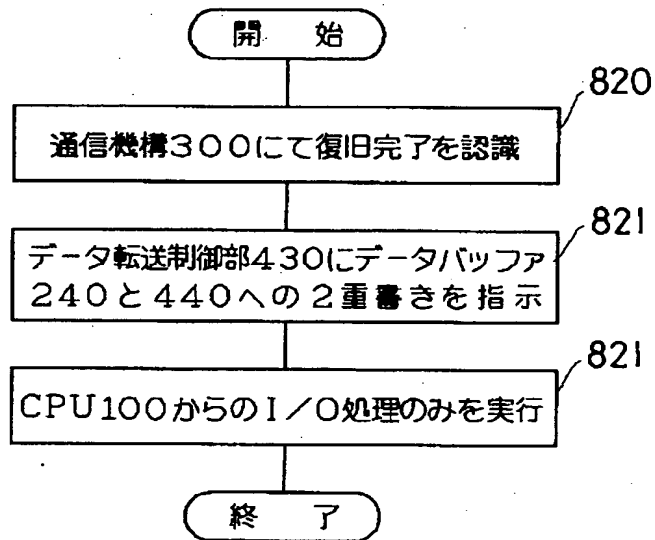 開 始
820
通信機構300にて復旧完了を認識
821
データ転送制御部430にデータバッファ
240と440への2重書きを指示
821
CPU100からのI/O処理のみを実行
終 了